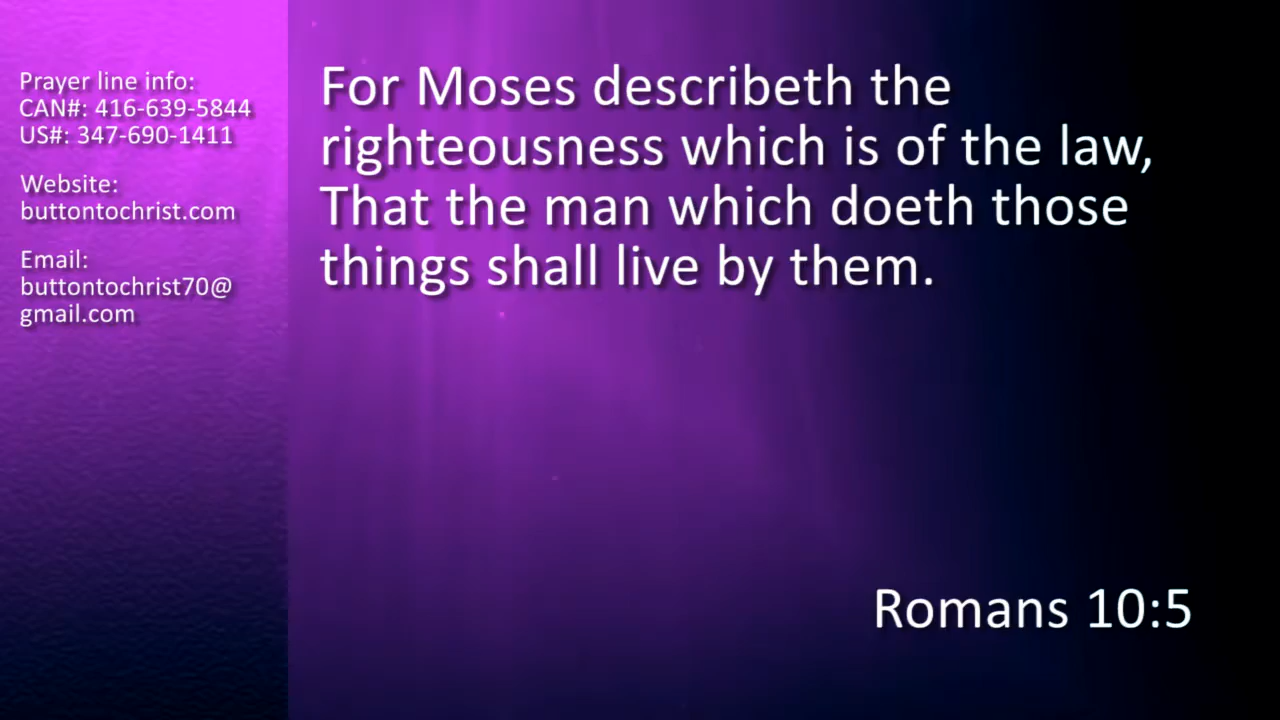 Prayer line info:
CAN#: 416-639-5844
US#: 347-690-1411
Website:
buttontochrist.com
Email:
buttontochrist70@
gmail.com
For Moses describeth the
righteousness which is of the law,
That the man which doeth those
things shall live by them.
Romans 10:5